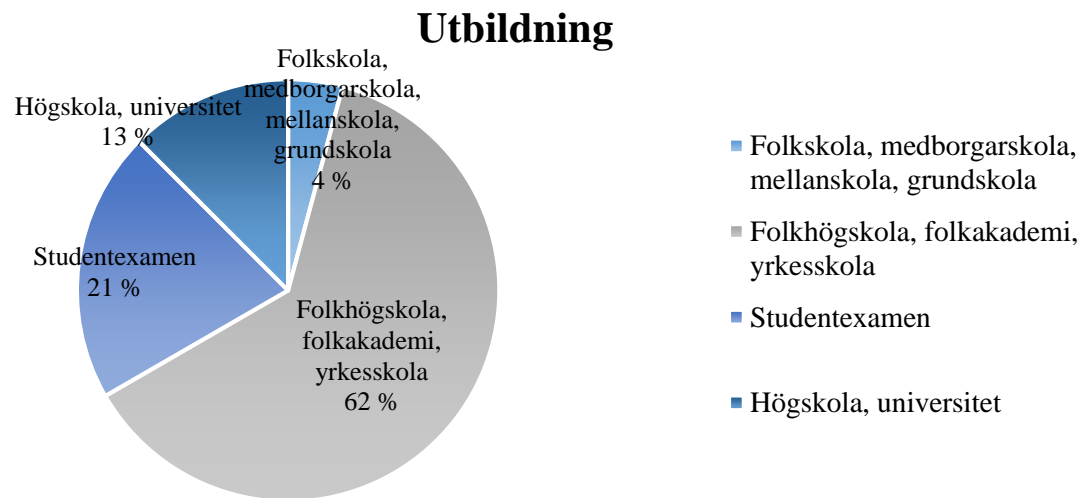 Utbildning
Folkskola,
medborgarskola,
mellanskola,
grundskola
4 %
Högskola, universitet
13 %
Studentexamen
21 %
Folkhögskola,
folkakademi,
yrkesskola
62 %
Folkskola, medborgarskola,
mellanskola, grundskola
Folkhögskola, folkakademi,
yrkesskola
Studentexamen
Högskola, universitet